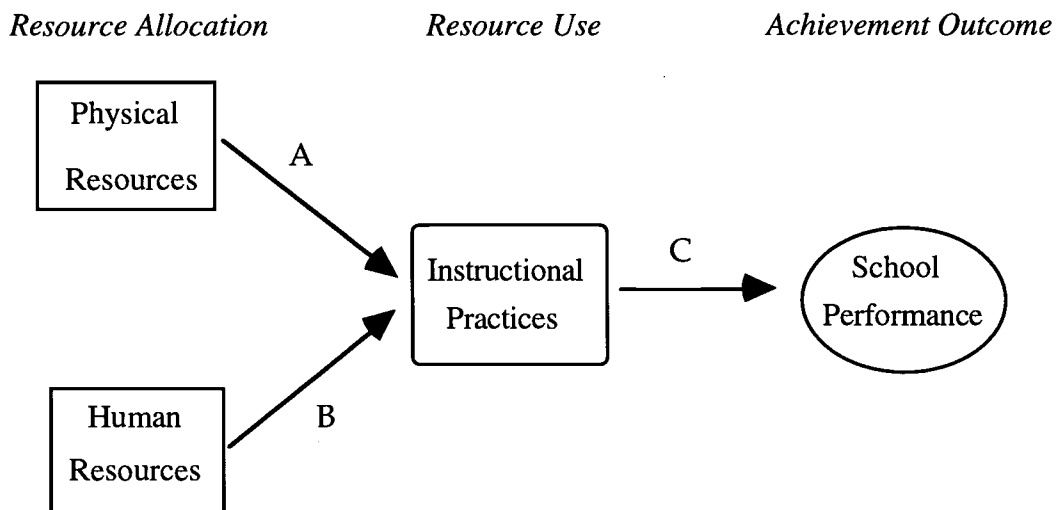 Resource Allocation
Resource Use
Achievement Outcome
Physical
Resources
A
Instructional
Practices
C
School
Performance
Human
Resources
B